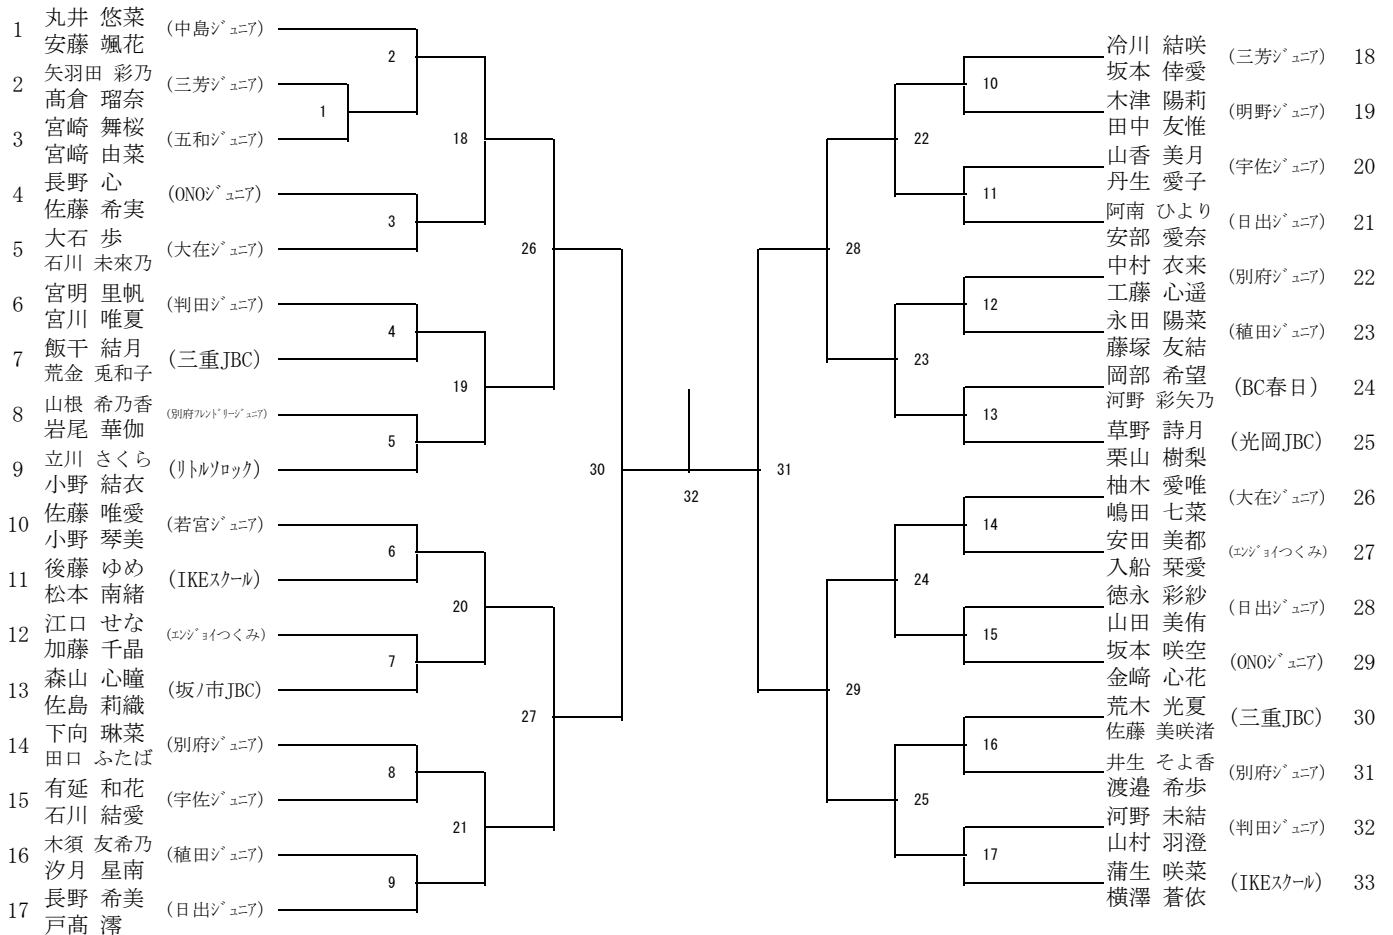 1 丸井 悠菜 (中島ジュニア)
安藤 颯花
2 矢羽田 彩乃 (三芳ジュニア)
髙倉 瑠奈
3 宮崎 舞桜 (五和ジュニア)
宮﨑 由菜
4 長野 心 (ONOジュニア)
佐藤 希実
5 大石 歩 (大在ジュニア)
石川 未來乃
6 宮明 里帆 (判田ジュニア)
宮川 唯夏
7 飯干 結月 (三重JBC)
荒金 兎和子
8 山根 希乃香 (別府フレンドリージュニア)
岩尾 華伽
9 立川 さくら (リトルソロック)
小野 結衣
10 佐藤 唯愛 (若宮ジュニア)
小野 琴美
11 後藤 ゆめ (IKEスクール)
松本 南緒
12 江口 せな (エンジョイつくみ)
加藤 千晶
13 森山 心瞳 (坂ノ市JBC)
佐島 莉織
14 下向 琳菜 (別府ジュニア)
田口 ふたば
15 有延 和花 (宇佐ジュニア)
石川 結愛
16 木須 友希乃 (稙田ジュニア)
汐月 星南
17 長野 希美 (日出ジュニア)
戸髙 澪
1
2
3
4
5
6
7
8
9
18
19
20
21
26
27
30
32
31
28
29
22
23
24
25
10
11
12
13
14
15
16
17
冷川 結咲 (三芳ジュニア) 18
坂本 倖愛
木津 陽莉 (明野ジュニア) 19
田中 友惟
山香 美月 (宇佐ジュニア) 20
丹生 愛子
阿南 ひより (日出ジュニア) 21
安部 愛奈
中村 衣来 (別府ジュニア) 22
工藤 心遥
永田 陽菜 (稙田ジュニア) 23
藤塚 友結
岡部 希望 (BC春日) 24
河野 彩矢乃
草野 詩月 (光岡JBC) 25
栗山 樹梨
柚木 愛唯 (大在ジュニア) 26
嶋田 七菜
安田 美都 (エンジョイつくみ) 27
入船 栞愛
徳永 彩紗 (日出ジュニア) 28
山田 美侑
坂本 咲空 (ONOジュニア) 29
金﨑 心花
荒木 光夏 (三重JBC) 30
佐藤 美咲渚
井生 そよ香 (別府ジュニア) 31
渡邉 希歩
河野 未結 (判田ジュニア) 32
山村 羽澄
蒲生 咲菜 (IKEスクール) 33
横澤 蒼依